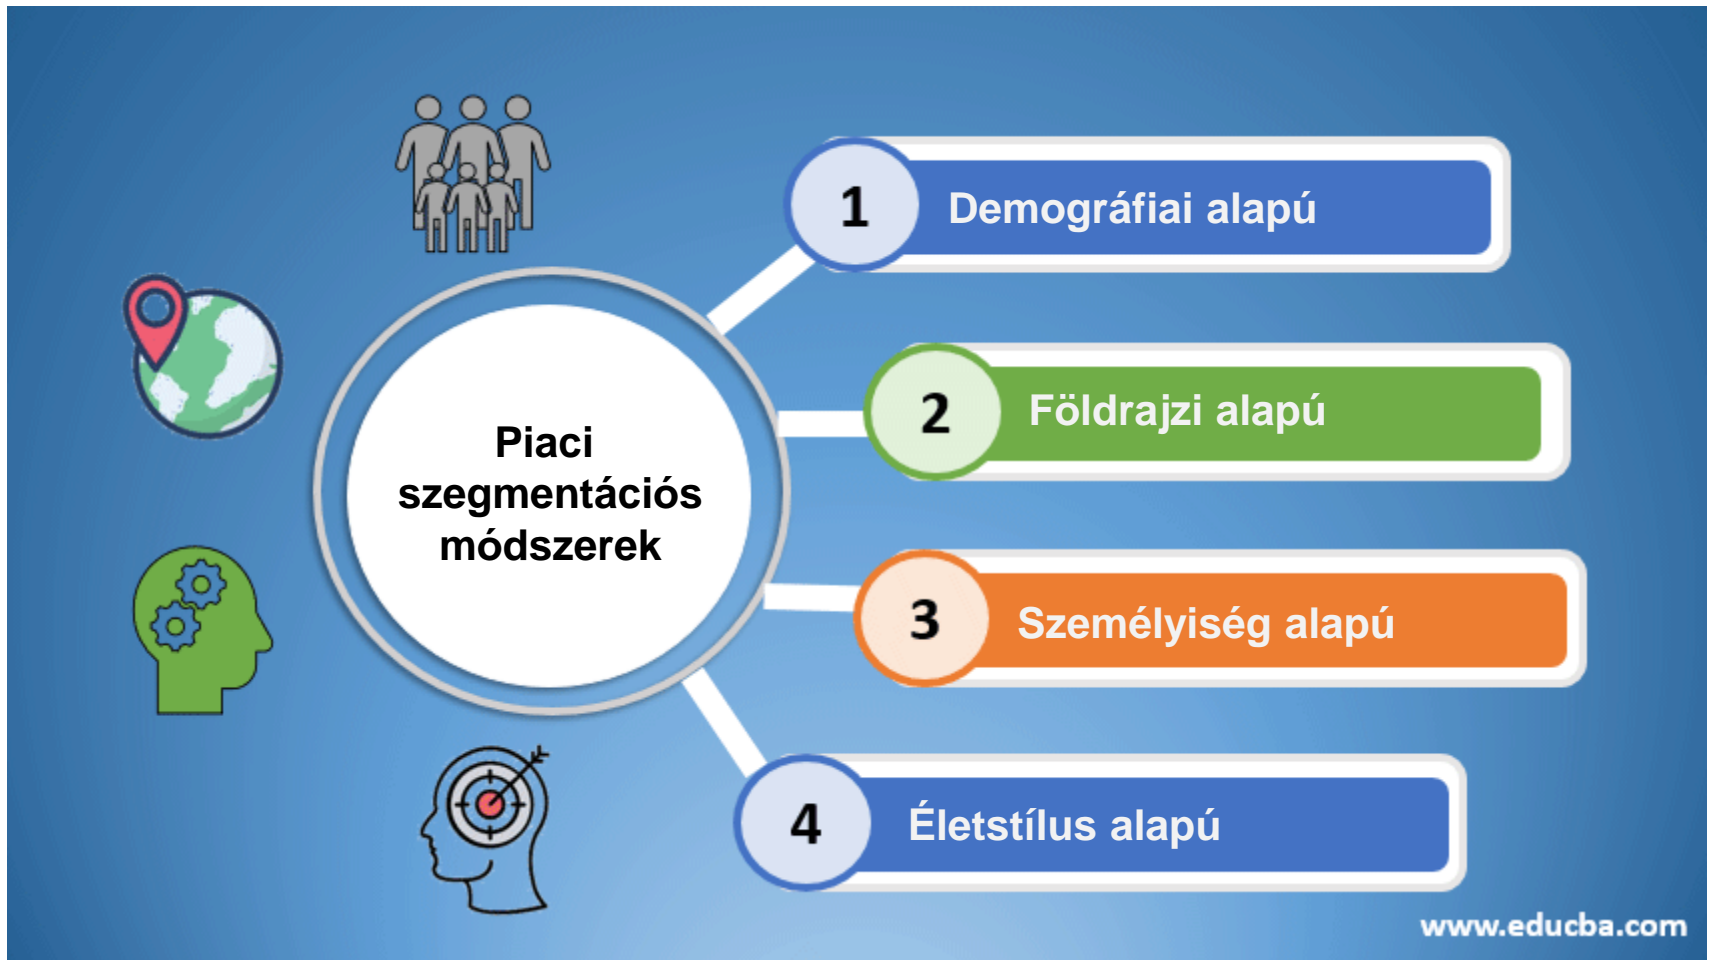 Piaci
szegmentációs
módszerek
1
Demográfiai alapú
2
Földrajzi alapú
3
Személyiség alapú
4
Életstílus alapú
www.educba.com